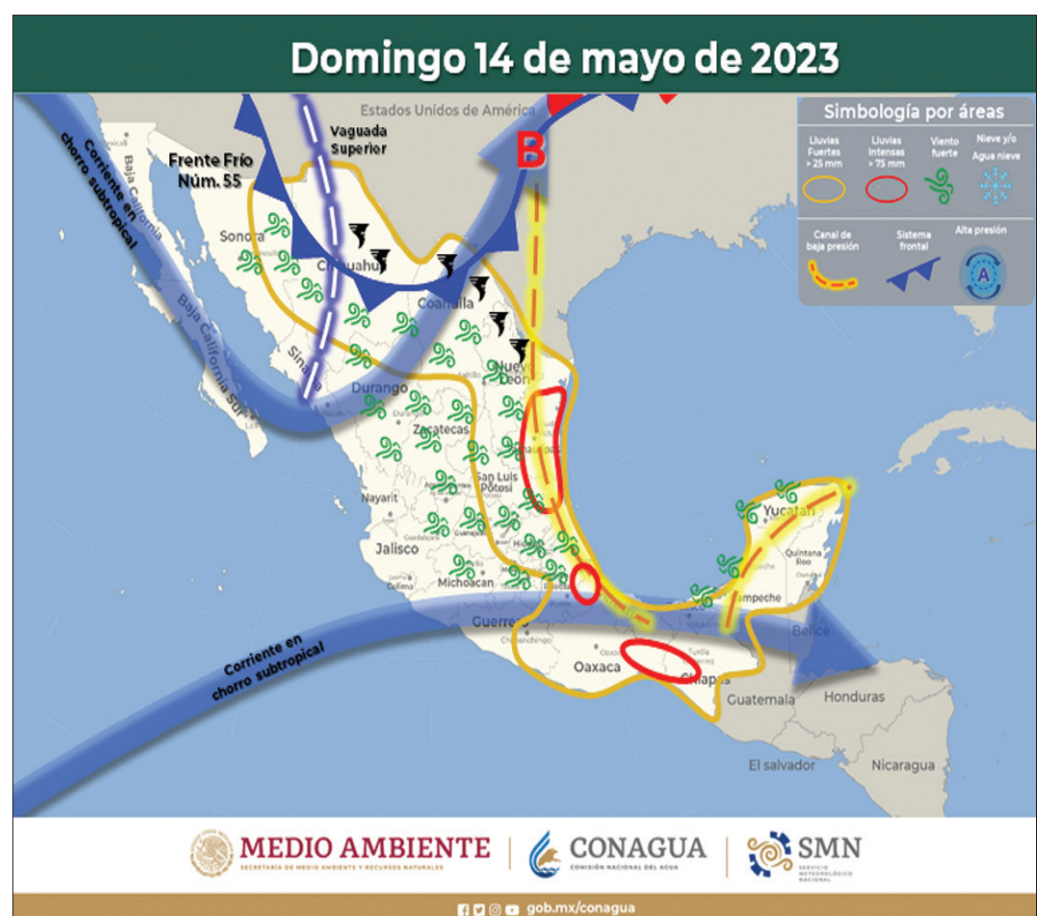 Domingo 14 de mayo de 2023
Estados Unidos de América
Simbología por áreas
Lluvias
Fuertes
> 25 mm
Lluvias
Intensas
> 75 mm
Viento
fuerte
Nieve y/o
Agua nieve
Canal de
baja presión
Sistema
frontal
Alta presión
A
Vaguada
Superior
B
Frente Frío
Núm. 55
Corriente en
chorro subtropical
Baja California
Baja California Sur
Sonora
Chihuahua
Coahuila
Sinaloa
Nuevo
León
Durango
Durango
Zacatecas
San Luis
Potosí
Nayarit
Jalisco
Colima
Michoacan
Guerrero
Chilpancingo
Oaxaca
Chiapas
Tuxtla
Yucatán
Quintana
Roo
Campeche
Belice
Guatemala
Honduras
El salvador
Nicaragua
Corriente en
chorro subtropical
MEDIO AMBIENTE
SECRETARÍA DE MEDIO AMBIENTE Y RECURSOS NATURALES
CONAGUA
COMISIÓN NACIONAL DEL AGUA
SMN
SERVICIO
METEOROLÓGICO
NACIONAL
gob.mx/conagua